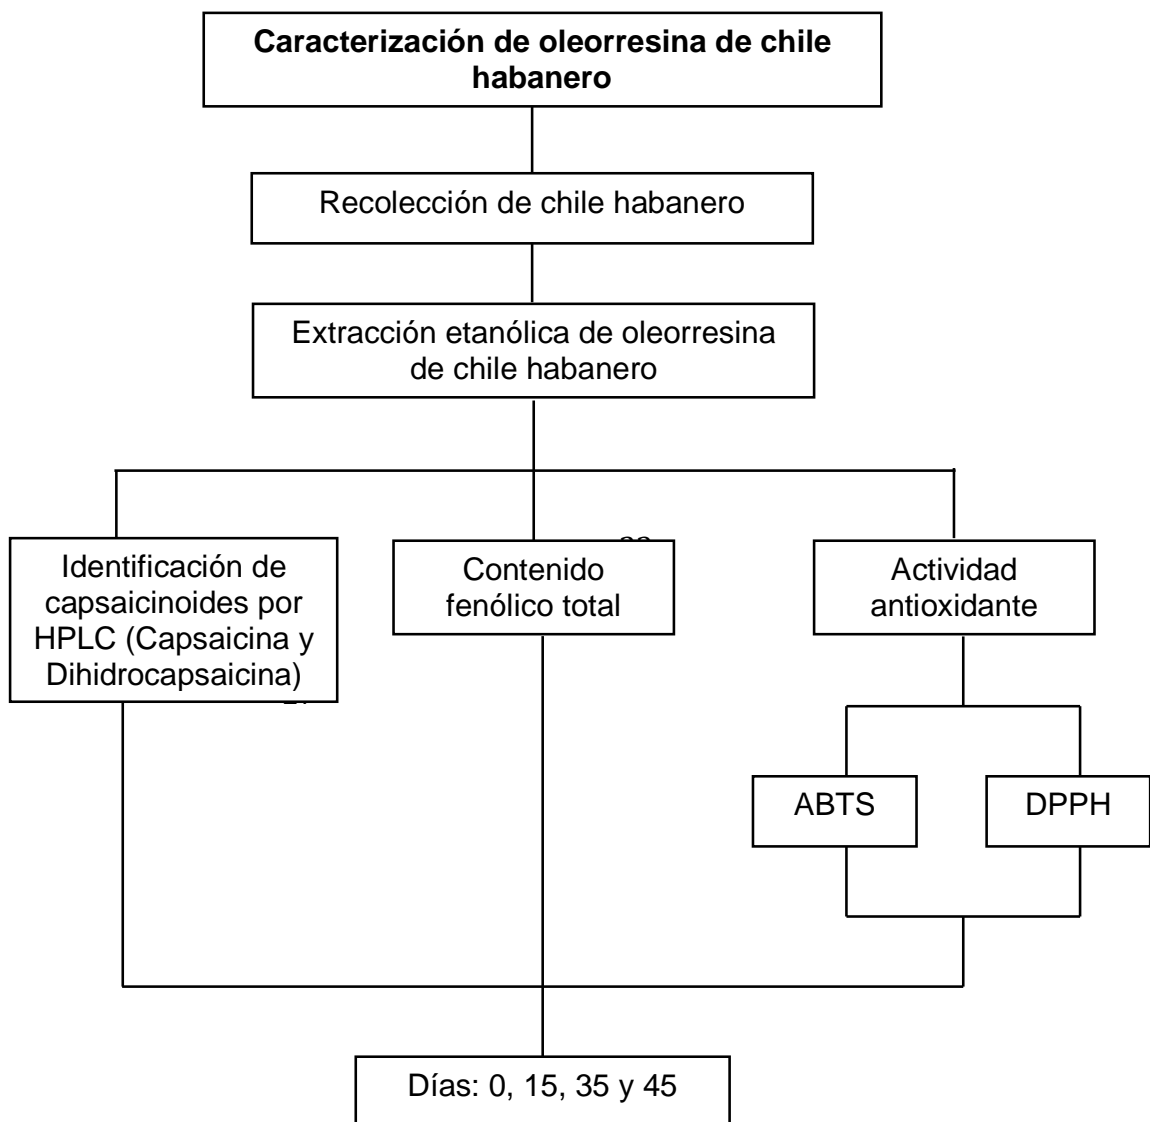 Caracterización de oleorresina de chile
habanero
Recolección de chile habanero
Extracción etanólica de oleorresina
de chile habanero
Identificación de
capsaicinoides por
HPLC (Capsaicina y
Dihidrocapsaicina)
Contenido
fenólico total
Actividad
antioxidante
ABTS
DPPH
Días: 0, 15, 35 y 45